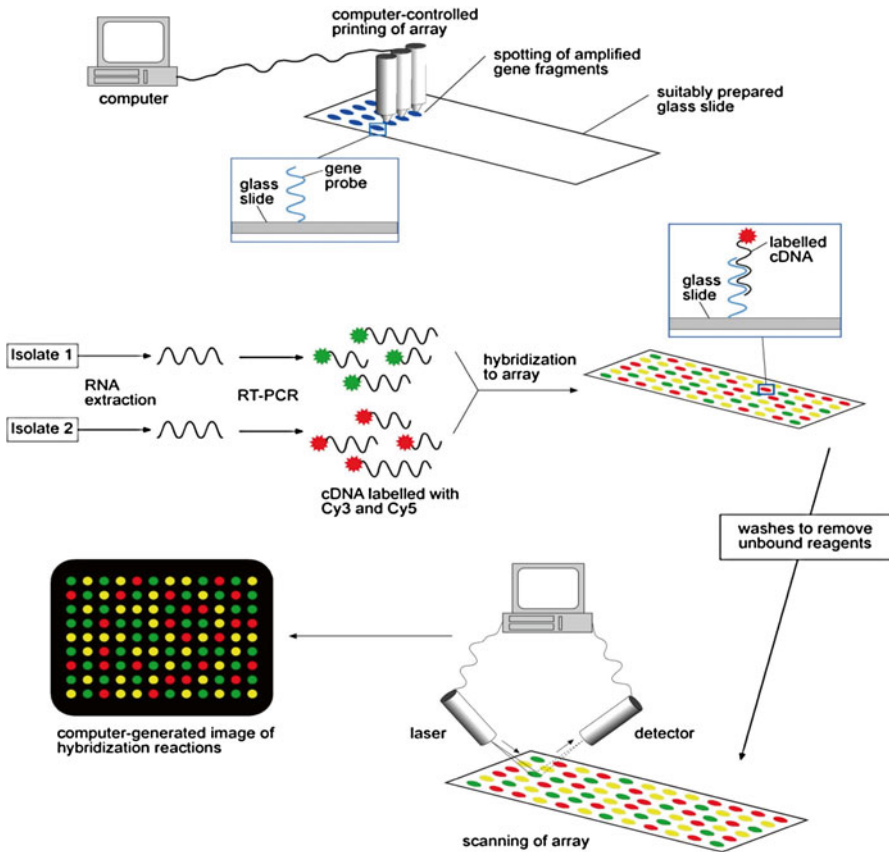 computer-controlled
printing of array
computer
spotting of amplified
gene fragments
suitably prepared
glass slide
gene
probe
glass
slide
labelled
cDNA
glass
slide
Isolate 1
RNA
extraction
RT-PCR
Isolate 2
hybridization
to array
cDNA labelled with
Cy3 and Cy5
washes to remove
unbound reagents
laser
detector
computer-generated image of
hybridization reactions
scanning of array